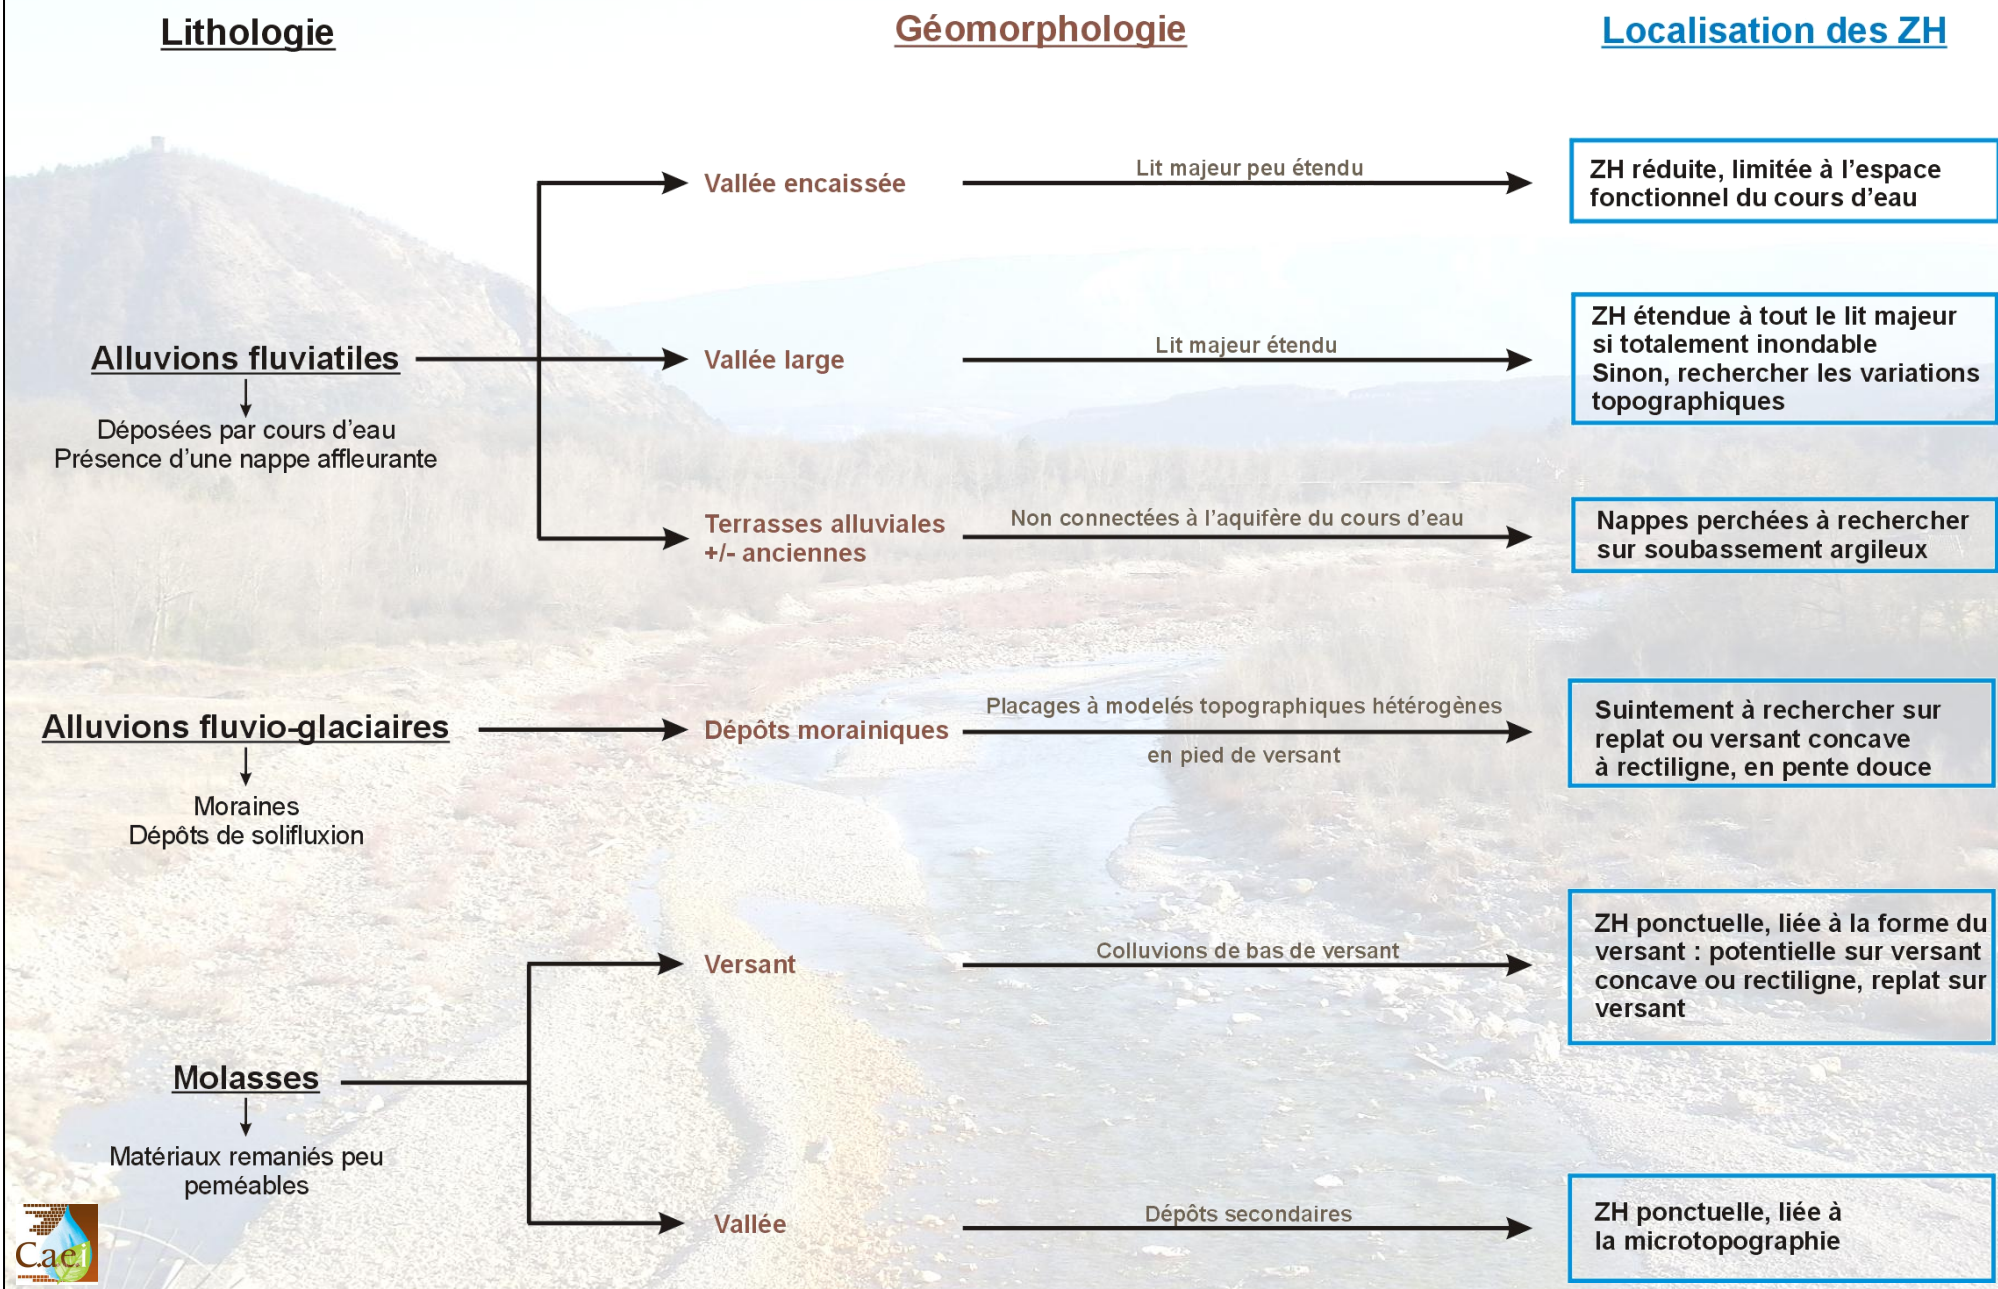 Lithologie
Géomorphologie
Localisation des ZH
Alluvions fluviatiles
Déposées par cours d'eau
Présence d'une nappe affleurante
Vallée encaissée
Lit majeur peu étendu
ZH réduite, limitée à l'espace
fonctionnel du cours d'eau
Vallée large
Lit majeur étendu
ZH étendue à tout le lit majeur
si totalement inondable
Sinon, rechercher les variations
topographiques
Terrasses alluviales
+/- anciennes
Non connectées à l'aquifère du cours d'eau
Nappes perchées à rechercher
sur soubassement argileux
Alluvions fluvio-glaciaires
Moraines
Dépôts de solifluxion
Dépôts morainiques
Placages à modelés topographiques hétérogènes
en pied de versant
Suintement à rechercher sur
replat ou versant concave
à rectiligne, en pente douce
Molasses
Matériaux remaniés peu
peméables
Versant
Colluvions de bas de versant
ZH ponctuelle, liée à la forme du
versant : potentielle sur versant
concave ou rectiligne, replat sur
versant
Vallée
Dépôts secondaires
ZH ponctuelle, liée à
la microtopographie
C.a.e.i